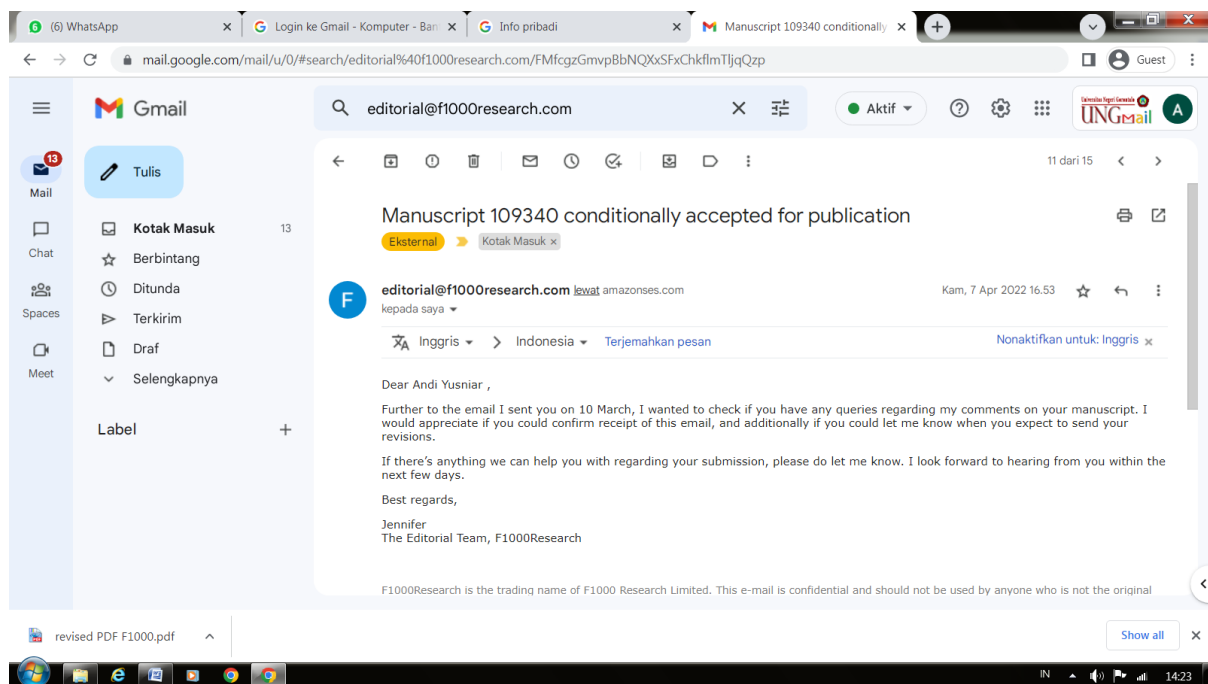 6 (6) WhatsApp
Login ke Gmail - Komputer - Ban
Info pribadi
Manuscript 109340 conditionally
mail.google.com/mail/u/0/#search/editorial%40f1000research.com/FMfcgzGmvpBbNQXxSFxChkflmTljqQzp
Guest
Gmail
editorial@f1000research.com
Aktif
Universitas Negeri Gorontalo
UNGMail
A
13
Mail
Chat
Spaces
Meet
Tulis
Kotak Masuk 13
Berbintang
Ditunda
Terkirim
Draf
Selengkapnya
Label
11 dari 15
Manuscript 109340 conditionally accepted for publication
Eksternal Kotak Masuk ×
F
editorial@f1000research.com lewat amazonses.com Kam, 7 Apr 2022 16.53
kepada saya
Inggris > Indonesia Terjemahkan pesan Nonaktifkan untuk: Inggris ×
Dear Andi Yusniar ,
Further to the email I sent you on 10 March, I wanted to check if you have any queries regarding my comments on your manuscript. I
would appreciate if you could confirm receipt of this email, and additionally if you could let me know when you expect to send your
revisions.
If there's anything we can help you with regarding your submission, please do let me know. I look forward to hearing from you within the
next few days.
Best regards,
Jennifer
The Editorial Team, F1000Research
F1000Research is the trading name of F1000 Research Limited. This e-mail is confidential and should not be used by anyone who is not the original
revised PDF F1000.pdf
Show all
IN 14:23